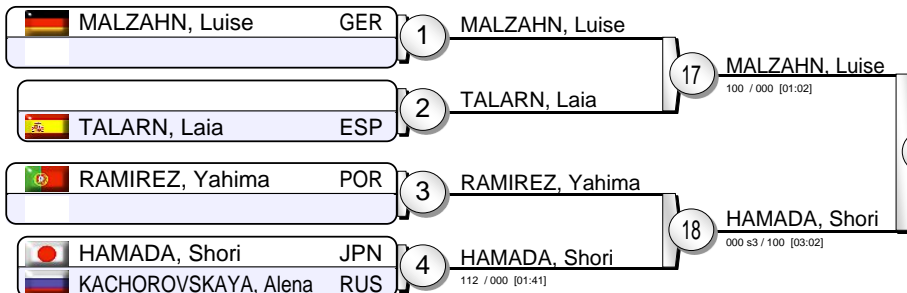 MALZAHN, Luise GER
1
MALZAHN, Luise
17
MALZAHN, Luise
100 / 000 [01:02]
2
TALARN, Laia
TALARN, Laia ESP
RAMIREZ, Yahima POR
3
RAMIREZ, Yahima
18
HAMADA, Shori
000 s3 / 100 [03:02]
HAMADA, Shori JPN
4
HAMADA, Shori
112 / 000 [01:41]
KACHOROVSKAYA, Alena RUS